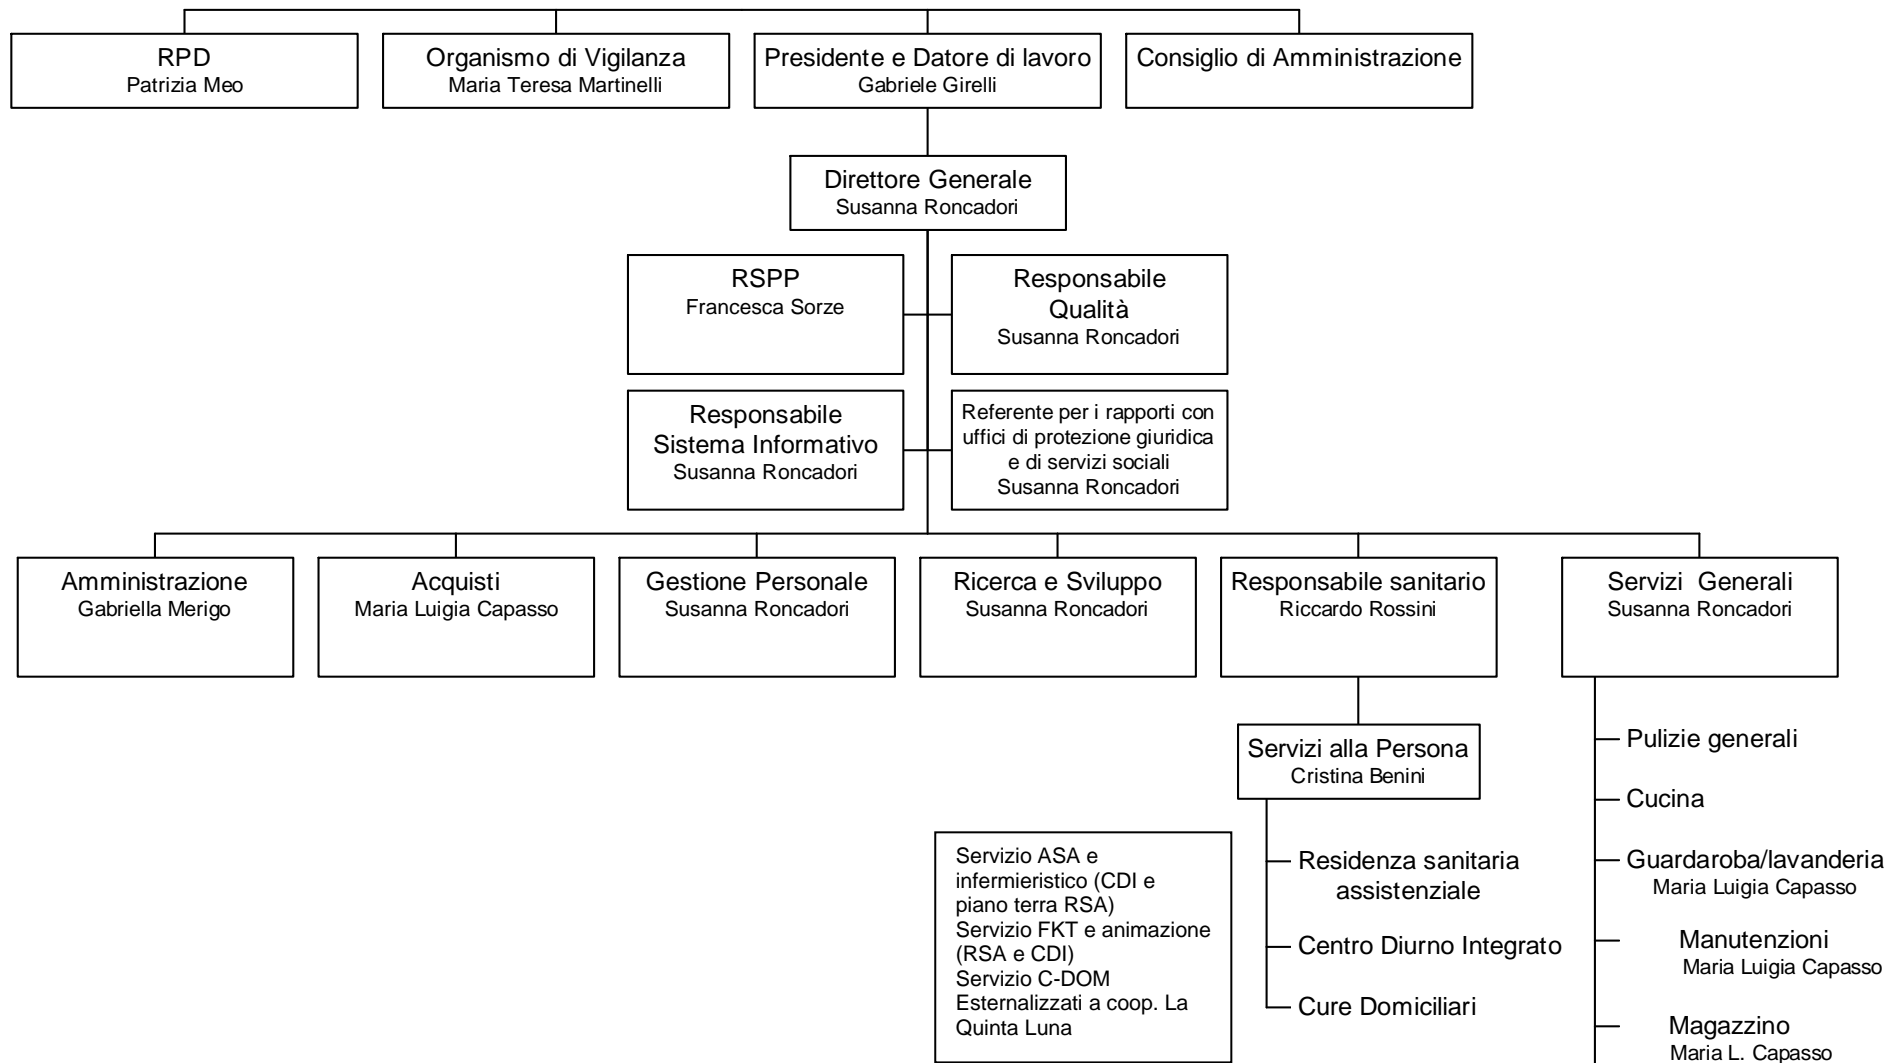 RPD
Patrizia Meo
Organismo di Vigilanza
Maria Teresa Martinelli
Presidente e Datore di lavoro
Gabriele Girelli
Consiglio di Amministrazione
Direttore Generale
Susanna Roncadori
RSPP
Francesca Sorze
Responsabile
Qualità
Susanna Roncadori
Responsabile
Sistema Informativo
Susanna Roncadori
Referente per i rapporti con
uffici di protezione giuridica
e di servizi sociali
Susanna Roncadori
Amministrazione
Gabriella Merigo
Acquisti
Maria Luigia Capasso
Gestione Personale
Susanna Roncadori
Ricerca e Sviluppo
Susanna Roncadori
Responsabile sanitario
Riccardo Rossini
Servizi Generali
Susanna Roncadori
Servizi alla Persona
Cristina Benini
Servizio ASA e
infermieristico (CDI e
piano terra RSA)
Servizio FKT e animazione
(RSA e CDI)
Servizio C-DOM
Esternalizzati a coop. La
Quinta Luna
Residenza sanitaria
assistenziale
Centro Diurno Integrato
Cure Domiciliari
Pulizie generali
Cucina
Guardaroba/lavanderia
Maria Luigia Capasso
Manutenzioni
Maria Luigia Capasso
Magazzino
Maria L. Capasso